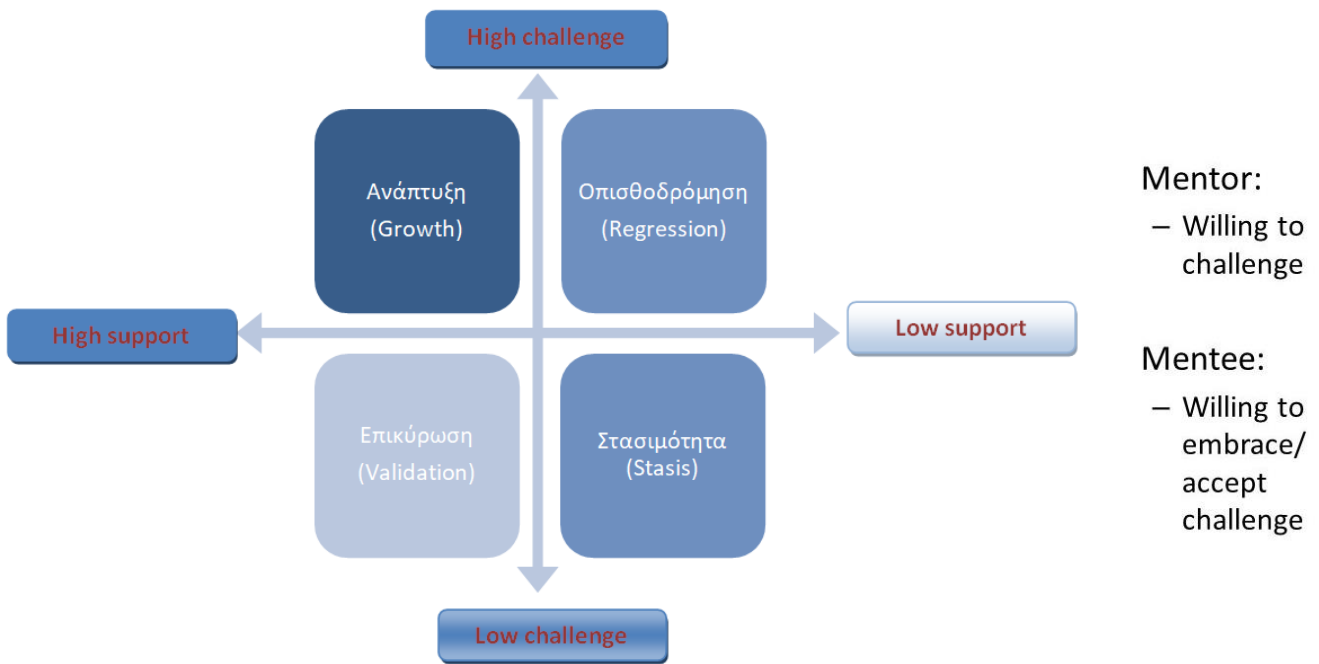 High challenge
Ανάπτυξη
(Growth)
Οπισθοδρόμηση
(Regression)
High support
Low support
Επικύρωση
(Validation)
Στασιμότητα
(Stasis)
Low challenge
Mentor:
– Willing to
challenge
Mentee:
– Willing to
embrace/
accept
challenge